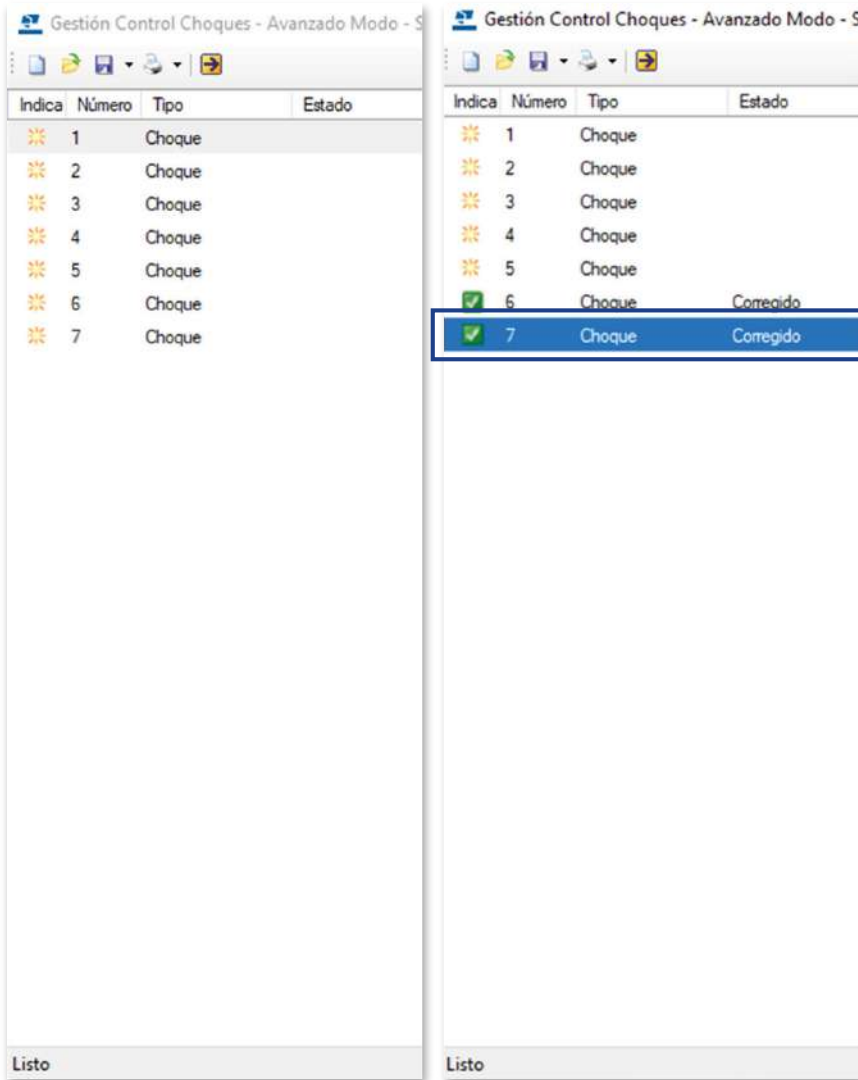 Gestión Control Choques - Avanzado Modo - S
Indica Número Tipo Estado
1 Choque
2 Choque
3 Choque
4 Choque
5 Choque
6 Choque
7 Choque
Listo
Gestión Control Choques - Avanzado Modo - S
Indica Número Tipo Estado
1 Choque
2 Choque
3 Choque
4 Choque
5 Choque
6 Choque Corregido
7 Choque Corregido
Listo